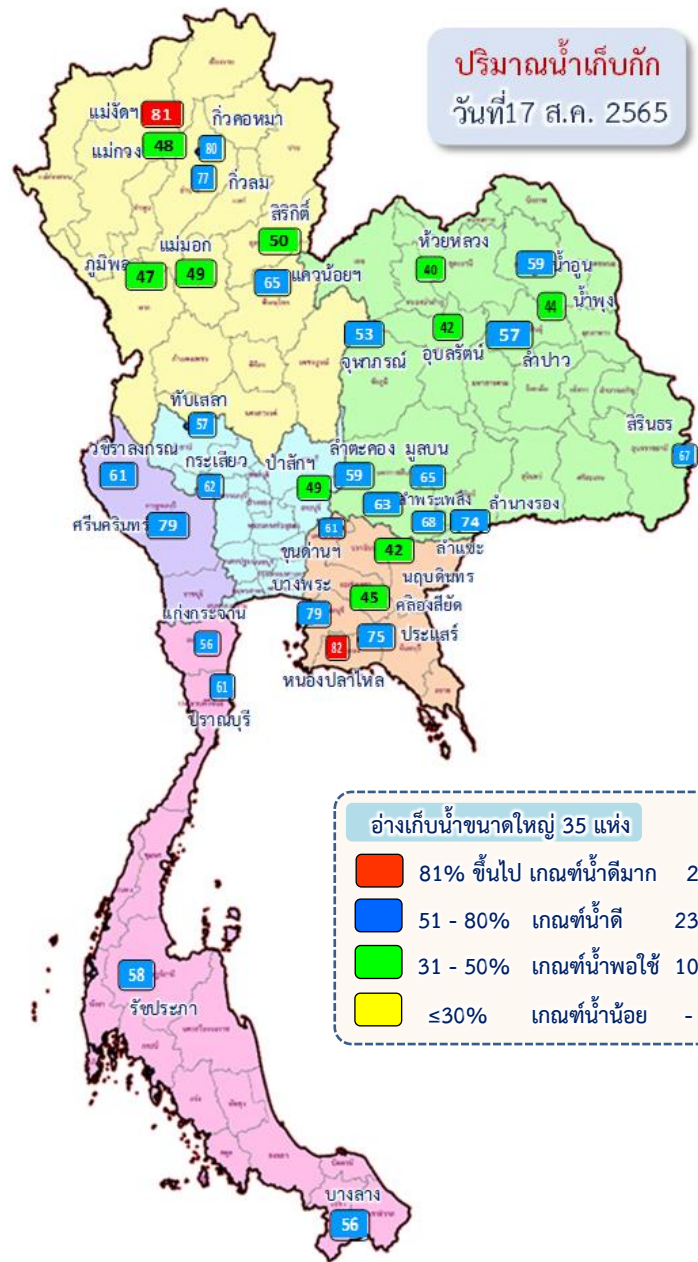 ปริมาณน้ำเก็บกัก
วันที่17 ส.ค. 2565
แม่งัดฯ 81
กิ่วคอหมา
แม่กวง 48
80
77
กิ่วลม
สิริกิติ์
50
แม่มอก
ภูมิพล
47
49
แควน้อยฯ
65
ห้วยหลวง
40
59
น้ำอูน
44
น้ำพุง
42
อุบลรัตน์
57
ลำปาว
53
จุฬาภรณ์
สิรินธร
67
ทับเสลา
57
วชิราลงกรณ
61
กระเสียว
62
ป่าสักฯ
49
ลำตะคอง
59
มูลบน
65
ลำพระเพลิง
63
ลำนางรอง
68
74
ลำแชะ
ศรีนครินทร์
79
61
ขุนด่านฯ
42
นฤบดินทร
45
คลองสียัด
บางพระ
79
75
ประแสร์
82
หนองปลาไหล
แก่งกระจาน
56
61
ปราณบุรี
58
รัชประภา
บางลาง
56
อ่างเก็บน้ำขนาดใหญ่ 35 แห่ง
81% ขึ้นไป เกณฑ์น้ำดีมาก 2
51 - 80% เกณฑ์น้ำดี 23
31 - 50% เกณฑ์น้ำพอใช้ 10
≤30% เกณฑ์น้ำน้อย -